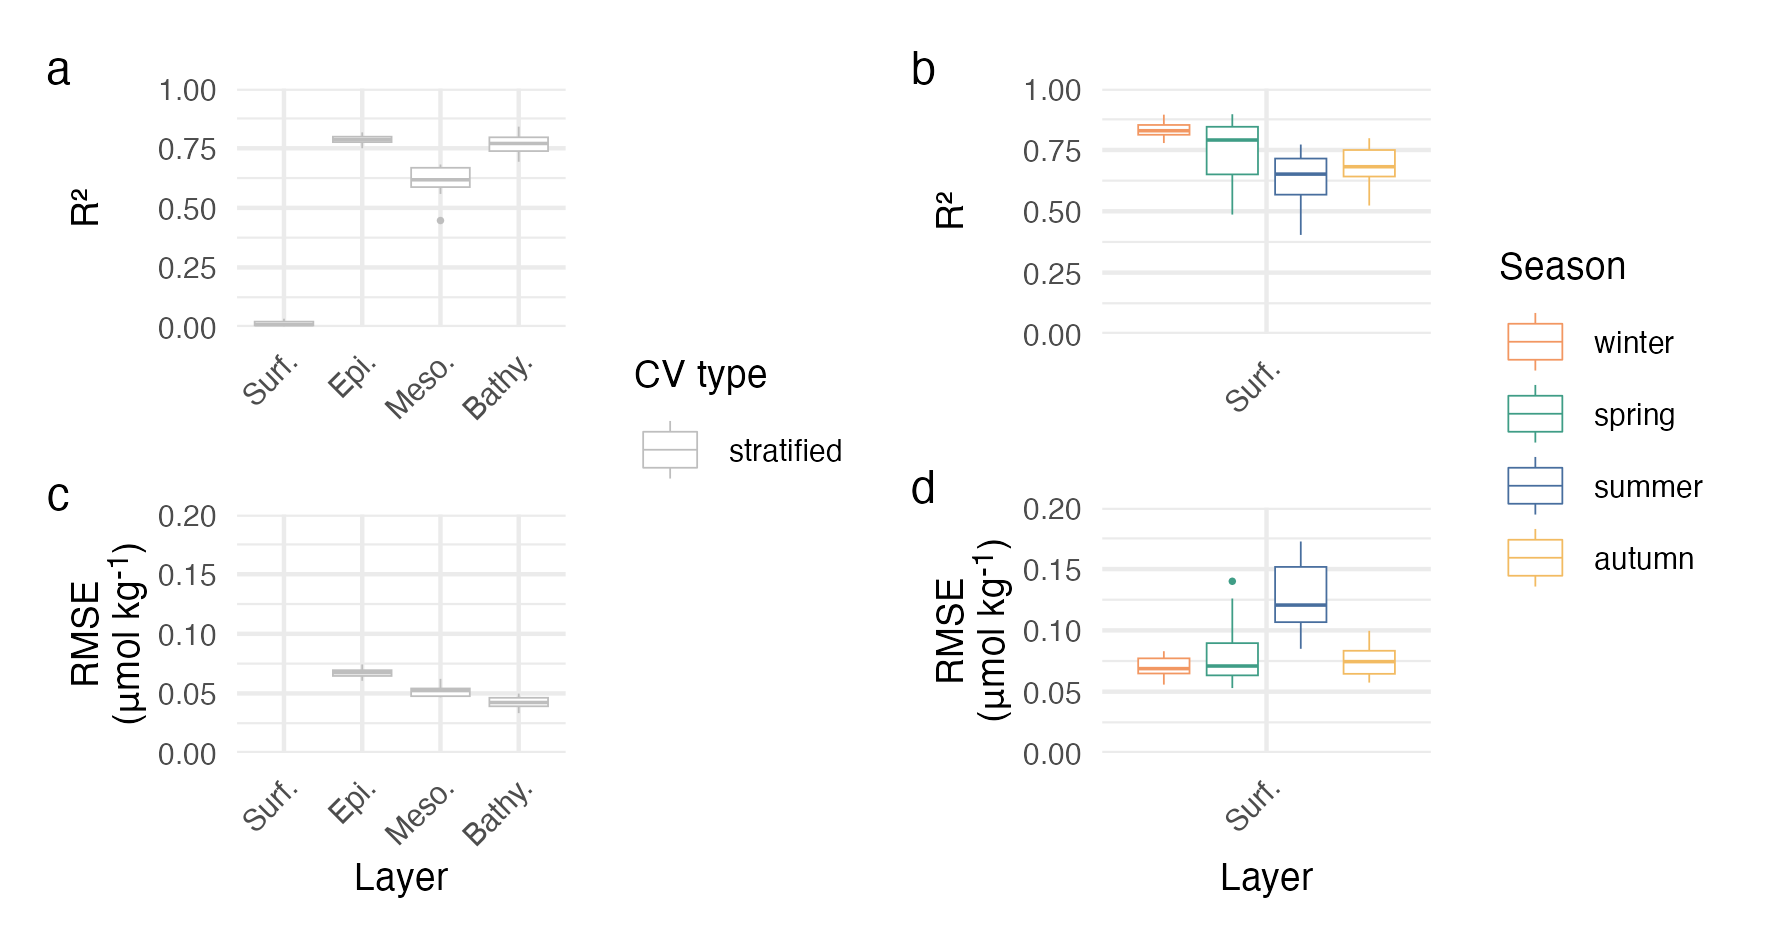 a
1.00
0.75
0.50
0.25
0.00
R²
Surf.
Epi.
Meso.
Bathy.
CV type
stratified
b
1.00
0.75
0.50
0.25
0.00
R²
Surf.
Season
winter
spring
summer
autumn
c
0.20
0.15
0.10
0.05
0.00
RMSE
(µmol kg⁻¹)
Surf.
Epi.
Meso.
Bathy.
Layer
d
0.20
0.15
0.10
0.05
0.00
RMSE
(µmol kg⁻¹)
Surf.
Layer